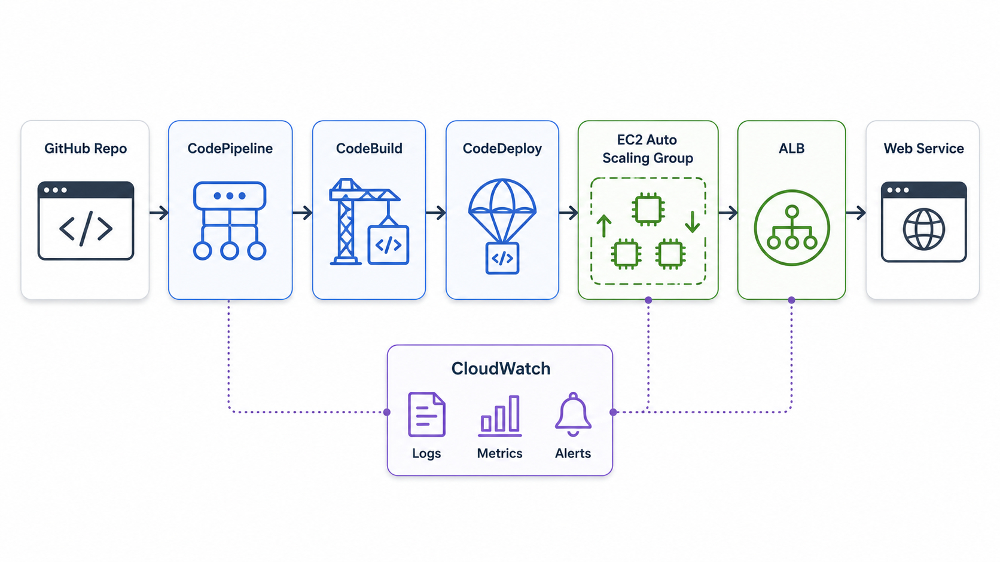 GitHub Repo
</>
CodePipeline
CodeBuild
</>
CodeDeploy
</>
EC2 Auto
Scaling Group
ALB
Web Service
CloudWatch
Logs
Metrics
Alerts